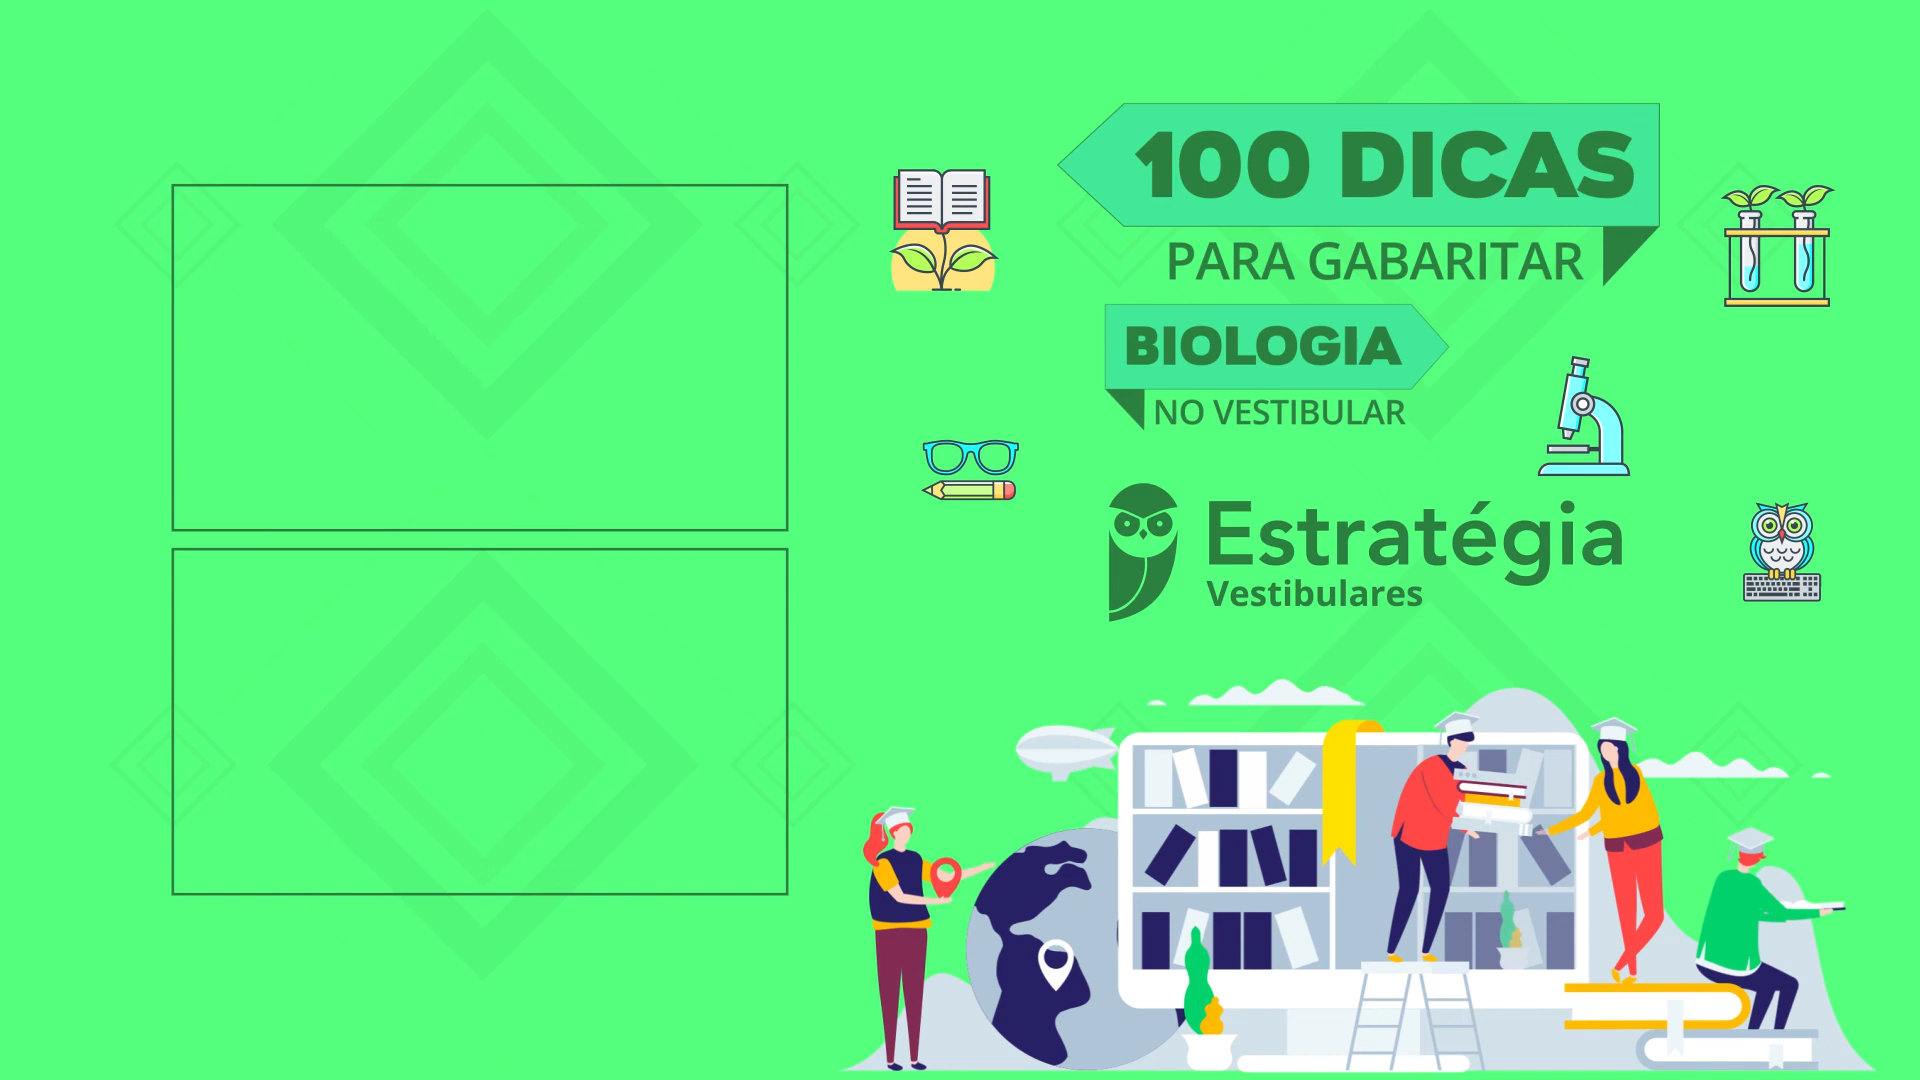 100 DICAS
PARA GABARITAR
BIOLOGIA
NO VESTIBULAR
Estratégia
Vestibulares